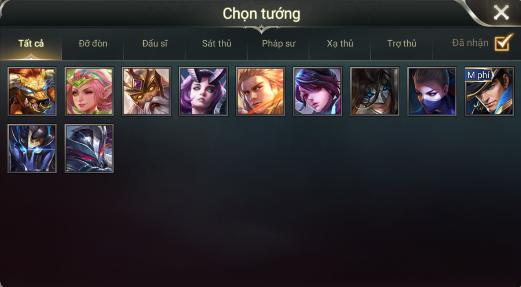 Chọn tướng
Tất cả Đỡ đòn Đấu sĩ Sát thủ Pháp sư Xạ thủ Trợ thủ Đã nhận
M phí